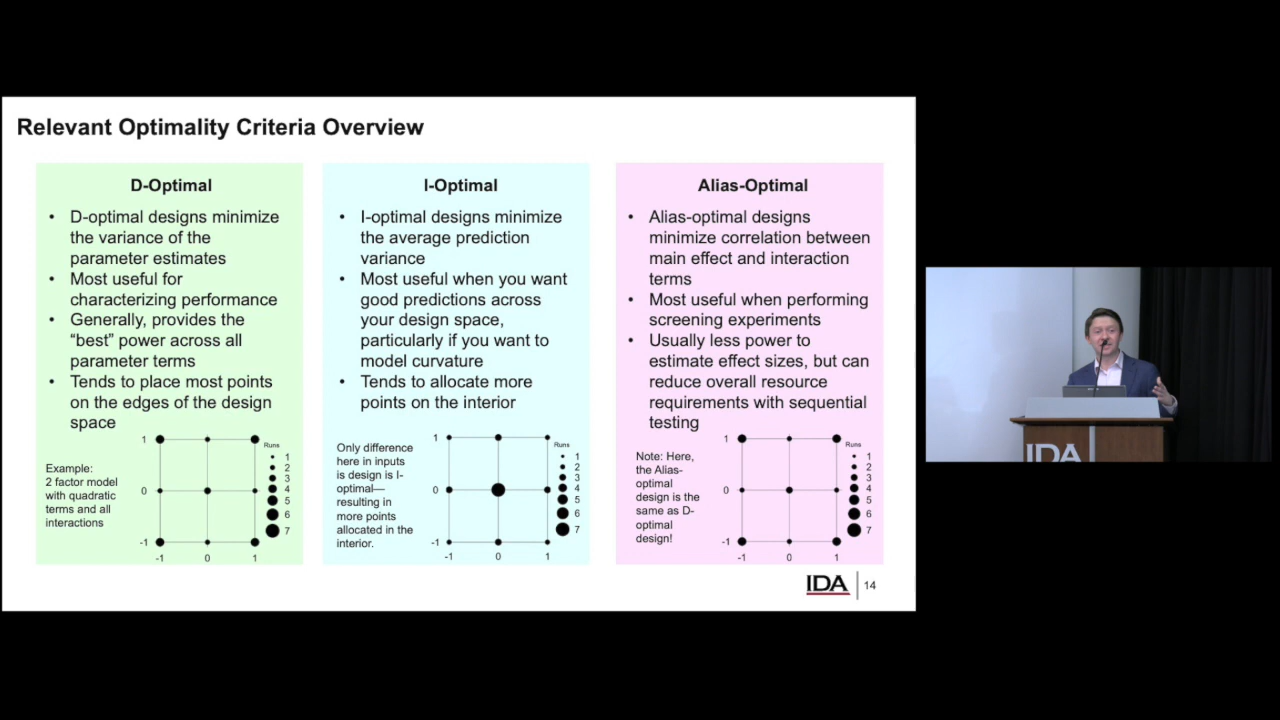 Relevant Optimality Criteria Overview
D-Optimal
• D-optimal designs minimize
the variance of the
parameter estimates
• Most useful for
characterizing performance
• Generally, provides the
“best” power across all
parameter terms
• Tends to place most points
on the edges of the design
space
Example:
2 factor model
with quadratic
terms and all
interactions
1
0
-1
-1 0 1
Runs
1
2
3
4
5
6
7
I-Optimal
• I-optimal designs minimize
the average prediction
variance
• Most useful when you want
good predictions across
your design space,
particularly if you want to
model curvature
• Tends to allocate more
points on the interior
Only difference
here in inputs
is design is I-
optimal—
resulting in
more points
allocated in the
interior.
1
0
-1
-1 0 1
Runs
1
2
3
4
5
6
7
Alias-Optimal
• Alias-optimal designs
minimize correlation between
main effect and interaction
terms
• Most useful when performing
screening experiments
• Usually less power to
estimate effect sizes, but can
reduce overall resource
requirements with sequential
testing
Note: Here,
the Alias-
optimal
design is the
same as D-
optimal
design!
1
0
-1
-1 0 1
Runs
1
2
3
4
5
6
7
IDA 14
IDA